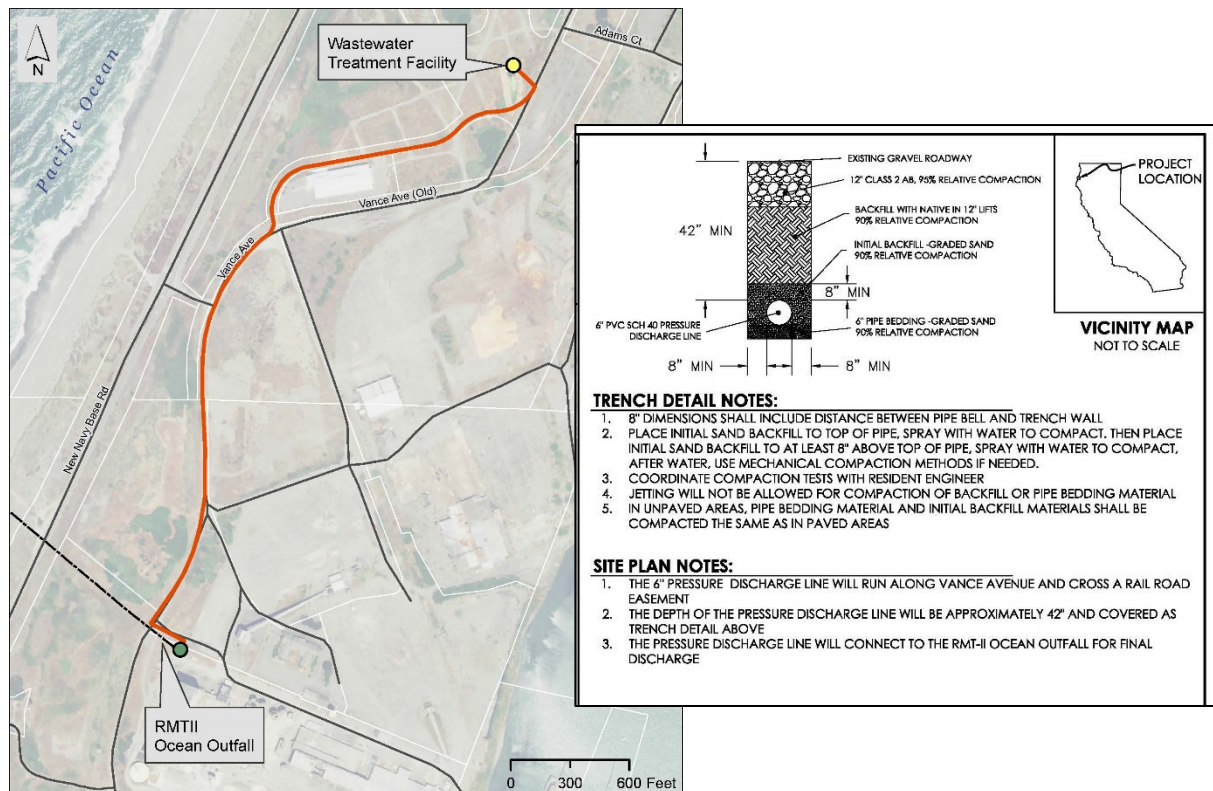 Adams Ct
Wastewater
Treatment Facility
N
Pacific Ocean
Vance Ave (Old)
Vance Ave
New Navy Base Rd
RMTII
Ocean Outfall
0 300 600 Feet
EXISTING GRAVEL ROADWAY
12" CLASS 2 AB, 95% RELATIVE COMPACTION
42" MIN
BACKFILL WITH NATIVE IN 12" LIFTS
90% RELATIVE COMPACTION
INITIAL BACKFILL -GRADED SAND
90% RELATIVE COMPACTION
8" MIN
6" PVC SCH 40 PRESSURE
DISCHARGE LINE
6" PIPE BEDDING -GRADED SAND
90% RELATIVE COMPACTION
8" MIN
8" MIN
PROJECT
LOCATION
VICINITY MAP
NOT TO SCALE
TRENCH DETAIL NOTES:
1. 8" DIMENSIONS SHALL INCLUDE DISTANCE BETWEEN PIPE BELL AND TRENCH WALL
2. PLACE INITIAL SAND BACKFILL TO TOP OF PIPE, SPRAY WITH WATER TO COMPACT. THEN PLACE
INITIAL SAND BACKFILL TO AT LEAST 8" ABOVE TOP OF PIPE, SPRAY WITH WATER TO COMPACT,
AFTER WATER, USE MECHANICAL COMPACTION METHODS IF NEEDED.
3. COORDINATE COMPACTION TESTS WITH RESIDENT ENGINEER
4. JETTING WILL NOT BE ALLOWED FOR COMPACTION OF BACKFILL OR PIPE BEDDING MATERIAL
5. IN UNPAVED AREAS, PIPE BEDDING MATERIAL AND INITIAL BACKFILL MATERIALS SHALL BE
COMPACTED THE SAME AS IN PAVED AREAS
SITE PLAN NOTES:
1. THE 6" PRESSURE DISCHARGE LINE WILL RUN ALONG VANCE AVENUE AND CROSS A RAIL ROAD
EASEMENT
2. THE DEPTH OF THE PRESSURE DISCHARGE LINE WILL BE APPROXIMATELY 42" AND COVERED AS
TRENCH DETAIL ABOVE
3. THE PRESSURE DISCHARGE LINE WILL CONNECT TO THE RMT-II OCEAN OUTFALL FOR FINAL
DISCHARGE